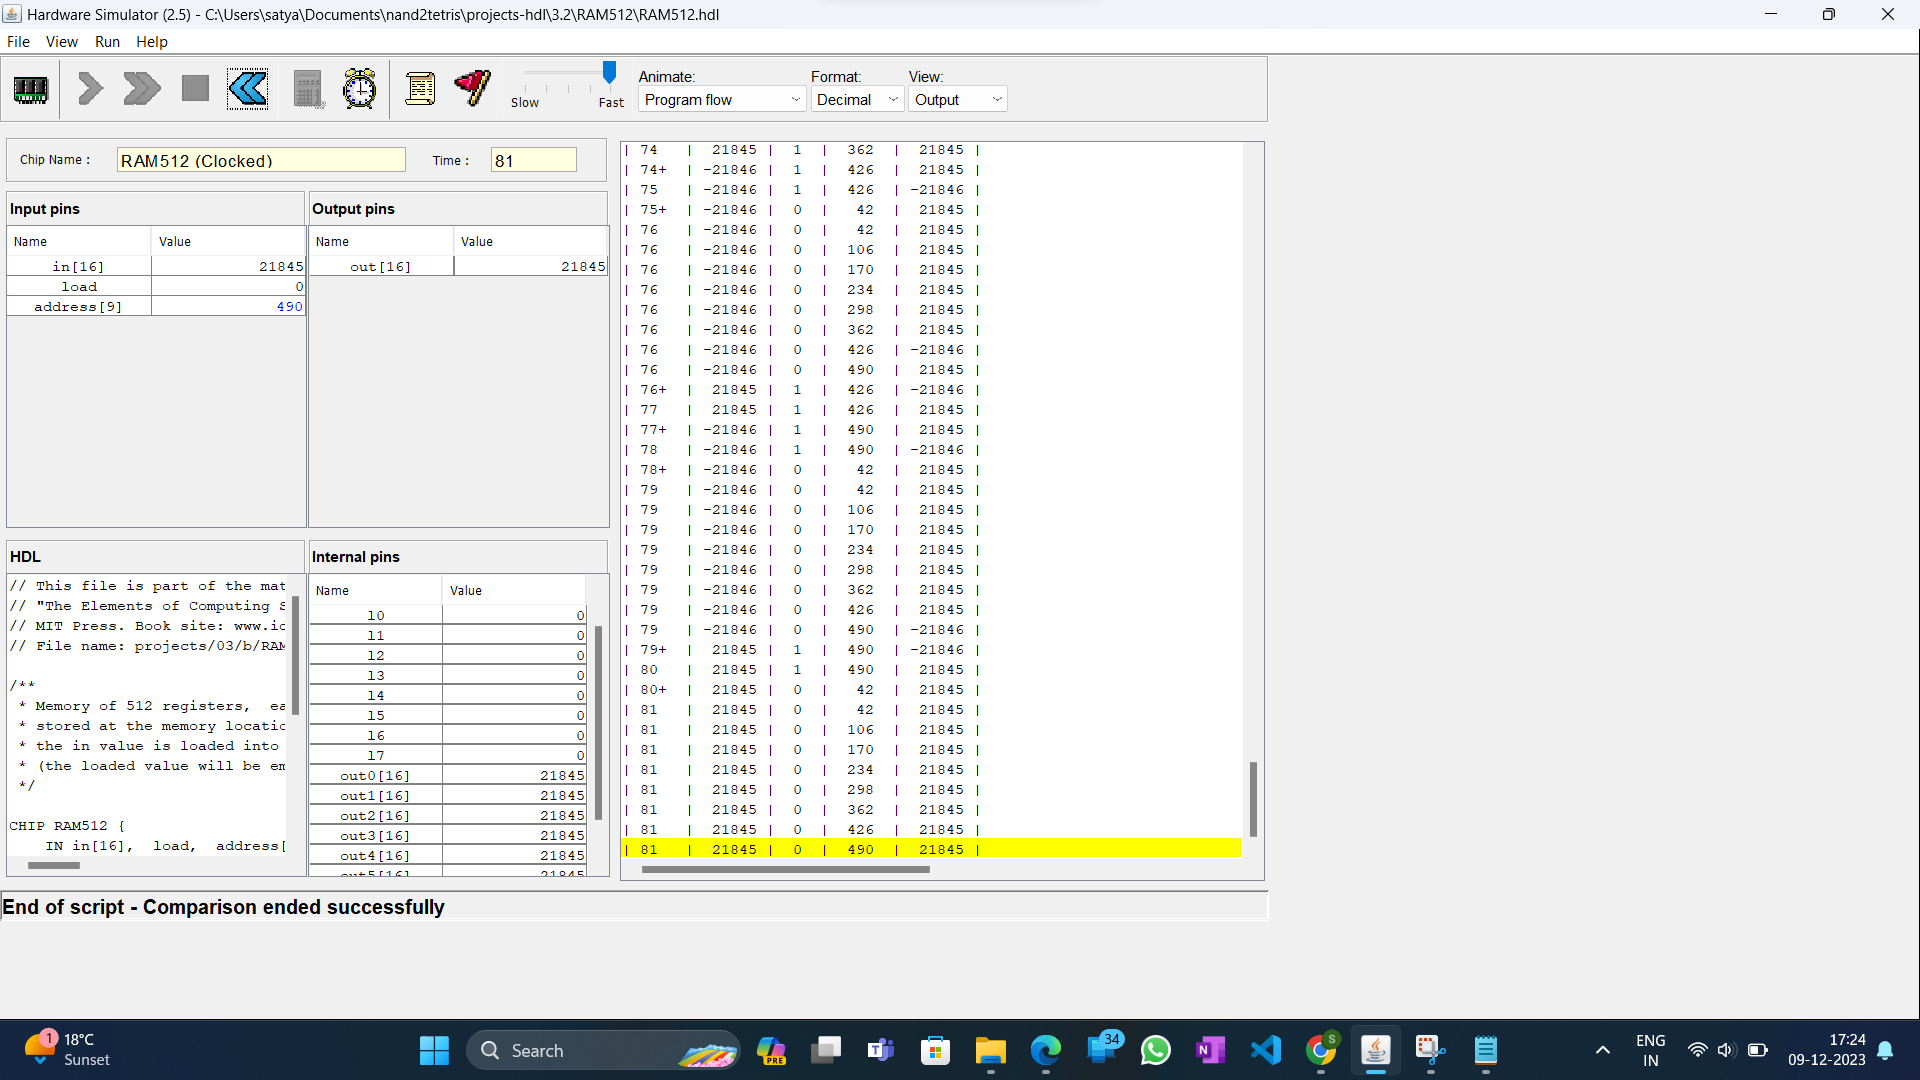 Hardware Simulator (2.5) - C:\Users\satya\Documents\nand2tetris\projects-hdl\3.2\RAM512\RAM512.hdl
File View Run Help
Slow Fast
Animate: Format: View:
Program flow Decimal Output
Chip Name : RAM512 (Clocked) Time : 81
Input pins
Name Value
in[16] 21845
load 0
address[9] 490
Output pins
Name Value
out[16] 21845
HDL
// This file is part of the mat
// "The Elements of Computing S
// MIT Press. Book site: www.ic
// File name: projects/03/b/RAM
/**
* Memory of 512 registers, ea
* stored at the memory locatio
* the in value is loaded into
* (the loaded value will be em
*/
CHIP RAM512 {
IN in[16], load, address[
Internal pins
Name Value
l0 0
l1 0
l2 0
l3 0
l4 0
l5 0
l6 0
l7 0
out0[16] 21845
out1[16] 21845
out2[16] 21845
out3[16] 21845
out4[16] 21845
out5[16] 21845
| 74 | 21845 | 1 | 362 | 21845 |
| 74+ | -21846 | 1 | 426 | 21845 |
| 75 | -21846 | 1 | 426 | -21846 |
| 75+ | -21846 | 0 | 42 | 21845 |
| 76 | -21846 | 0 | 42 | 21845 |
| 76 | -21846 | 0 | 106 | 21845 |
| 76 | -21846 | 0 | 170 | 21845 |
| 76 | -21846 | 0 | 234 | 21845 |
| 76 | -21846 | 0 | 298 | 21845 |
| 76 | -21846 | 0 | 362 | 21845 |
| 76 | -21846 | 0 | 426 | -21846 |
| 76 | -21846 | 0 | 490 | 21845 |
| 76+ | 21845 | 1 | 426 | -21846 |
| 77 | 21845 | 1 | 426 | 21845 |
| 77+ | -21846 | 1 | 490 | 21845 |
| 78 | -21846 | 1 | 490 | -21846 |
| 78+ | -21846 | 0 | 42 | 21845 |
| 79 | -21846 | 0 | 42 | 21845 |
| 79 | -21846 | 0 | 106 | 21845 |
| 79 | -21846 | 0 | 170 | 21845 |
| 79 | -21846 | 0 | 234 | 21845 |
| 79 | -21846 | 0 | 298 | 21845 |
| 79 | -21846 | 0 | 362 | 21845 |
| 79 | -21846 | 0 | 426 | 21845 |
| 79 | -21846 | 0 | 490 | -21846 |
| 79+ | 21845 | 1 | 490 | -21846 |
| 80 | 21845 | 1 | 490 | 21845 |
| 80+ | 21845 | 0 | 42 | 21845 |
| 81 | 21845 | 0 | 42 | 21845 |
| 81 | 21845 | 0 | 106 | 21845 |
| 81 | 21845 | 0 | 170 | 21845 |
| 81 | 21845 | 0 | 234 | 21845 |
| 81 | 21845 | 0 | 298 | 21845 |
| 81 | 21845 | 0 | 362 | 21845 |
| 81 | 21845 | 0 | 426 | 21845 |
| 81 | 21845 | 0 | 490 | 21845 |
End of script - Comparison ended successfully
1 18°C
Sunset
Search
PRE
34
S
ENG
IN
17:24
09-12-2023